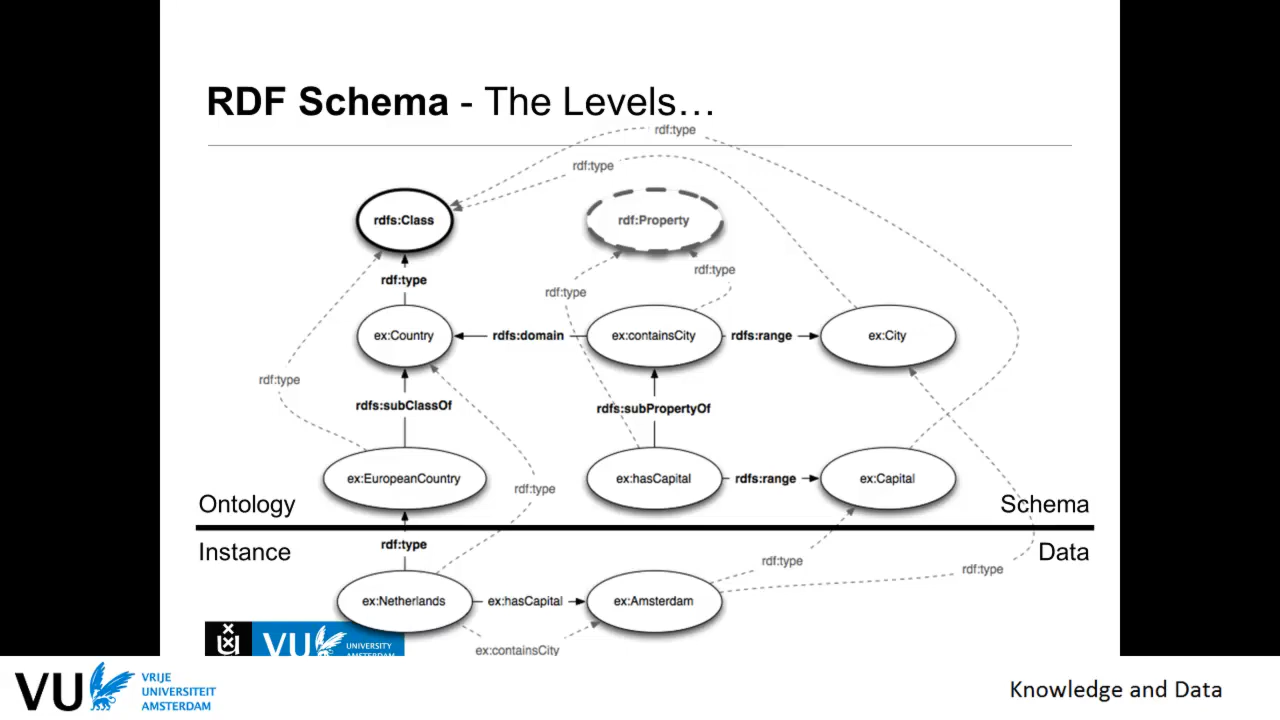 RDF Schema - The Levels…
rdf:type
rdf:type
rdfs:Class
rdf:Property
rdf:type
rdf:type
rdf:type
ex:Country
rdfs:domain
ex:containsCity
rdfs:range
ex:City
rdf:type
rdfs:subClassOf
rdfs:subPropertyOf
ex:EuropeanCountry
ex:hasCapital
rdfs:range
ex:Capital
rdf:type
Ontology
Schema
Instance
rdf:type
Data
rdf:type
rdf:type
ex:Netherlands
ex:hasCapital
ex:Amsterdam
ex:containsCity
VU
UNIVERSITY
AMSTERDAM
VU
VRIJE
UNIVERSITEIT
AMSTERDAM
Knowledge and Data